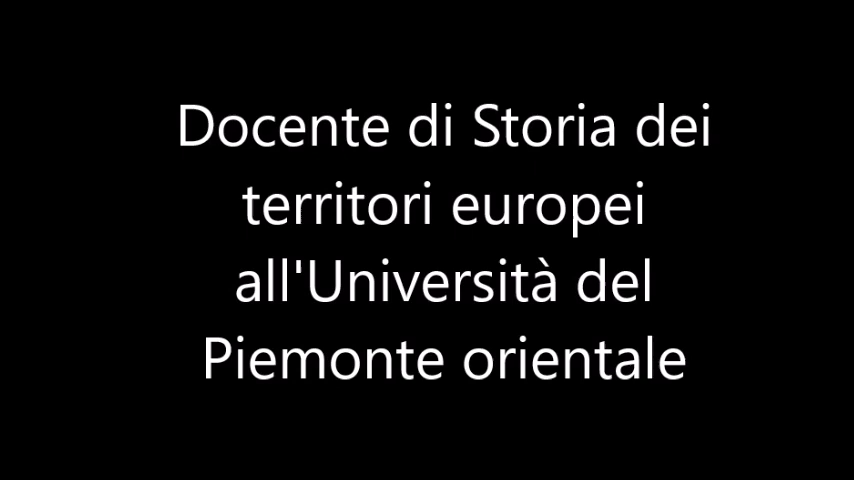 Docente di Storia dei
territori europei
all'Università del
Piemonte orientale